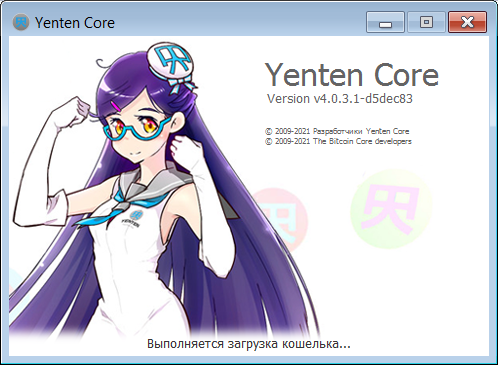 Yenten Core
Yenten Core
Version v4.0.3.1-d5dec83
© 2009-2021 Разработчики Yenten Core
© 2009-2021 The Bitcoin Core developers
YENTEN
Выполняется загрузка кошелька...